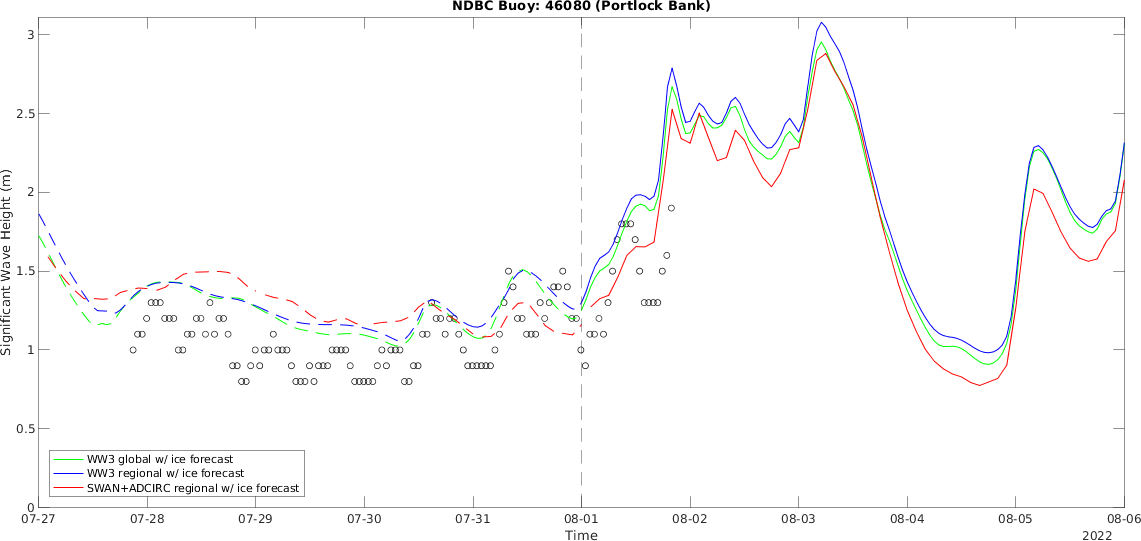 NDBC Buoy: 46080 (Portlock Bank)
Significant Wave Height (m)
3
2.5
2
1.5
1
0.5
0
WW3 global w/ ice forecast
WW3 regional w/ ice forecast
SWAN+ADCIRC regional w/ ice forecast
07-27 07-28 07-29 07-30 07-31 08-01 08-02 08-03 08-04 08-05 08-06
Time 2022